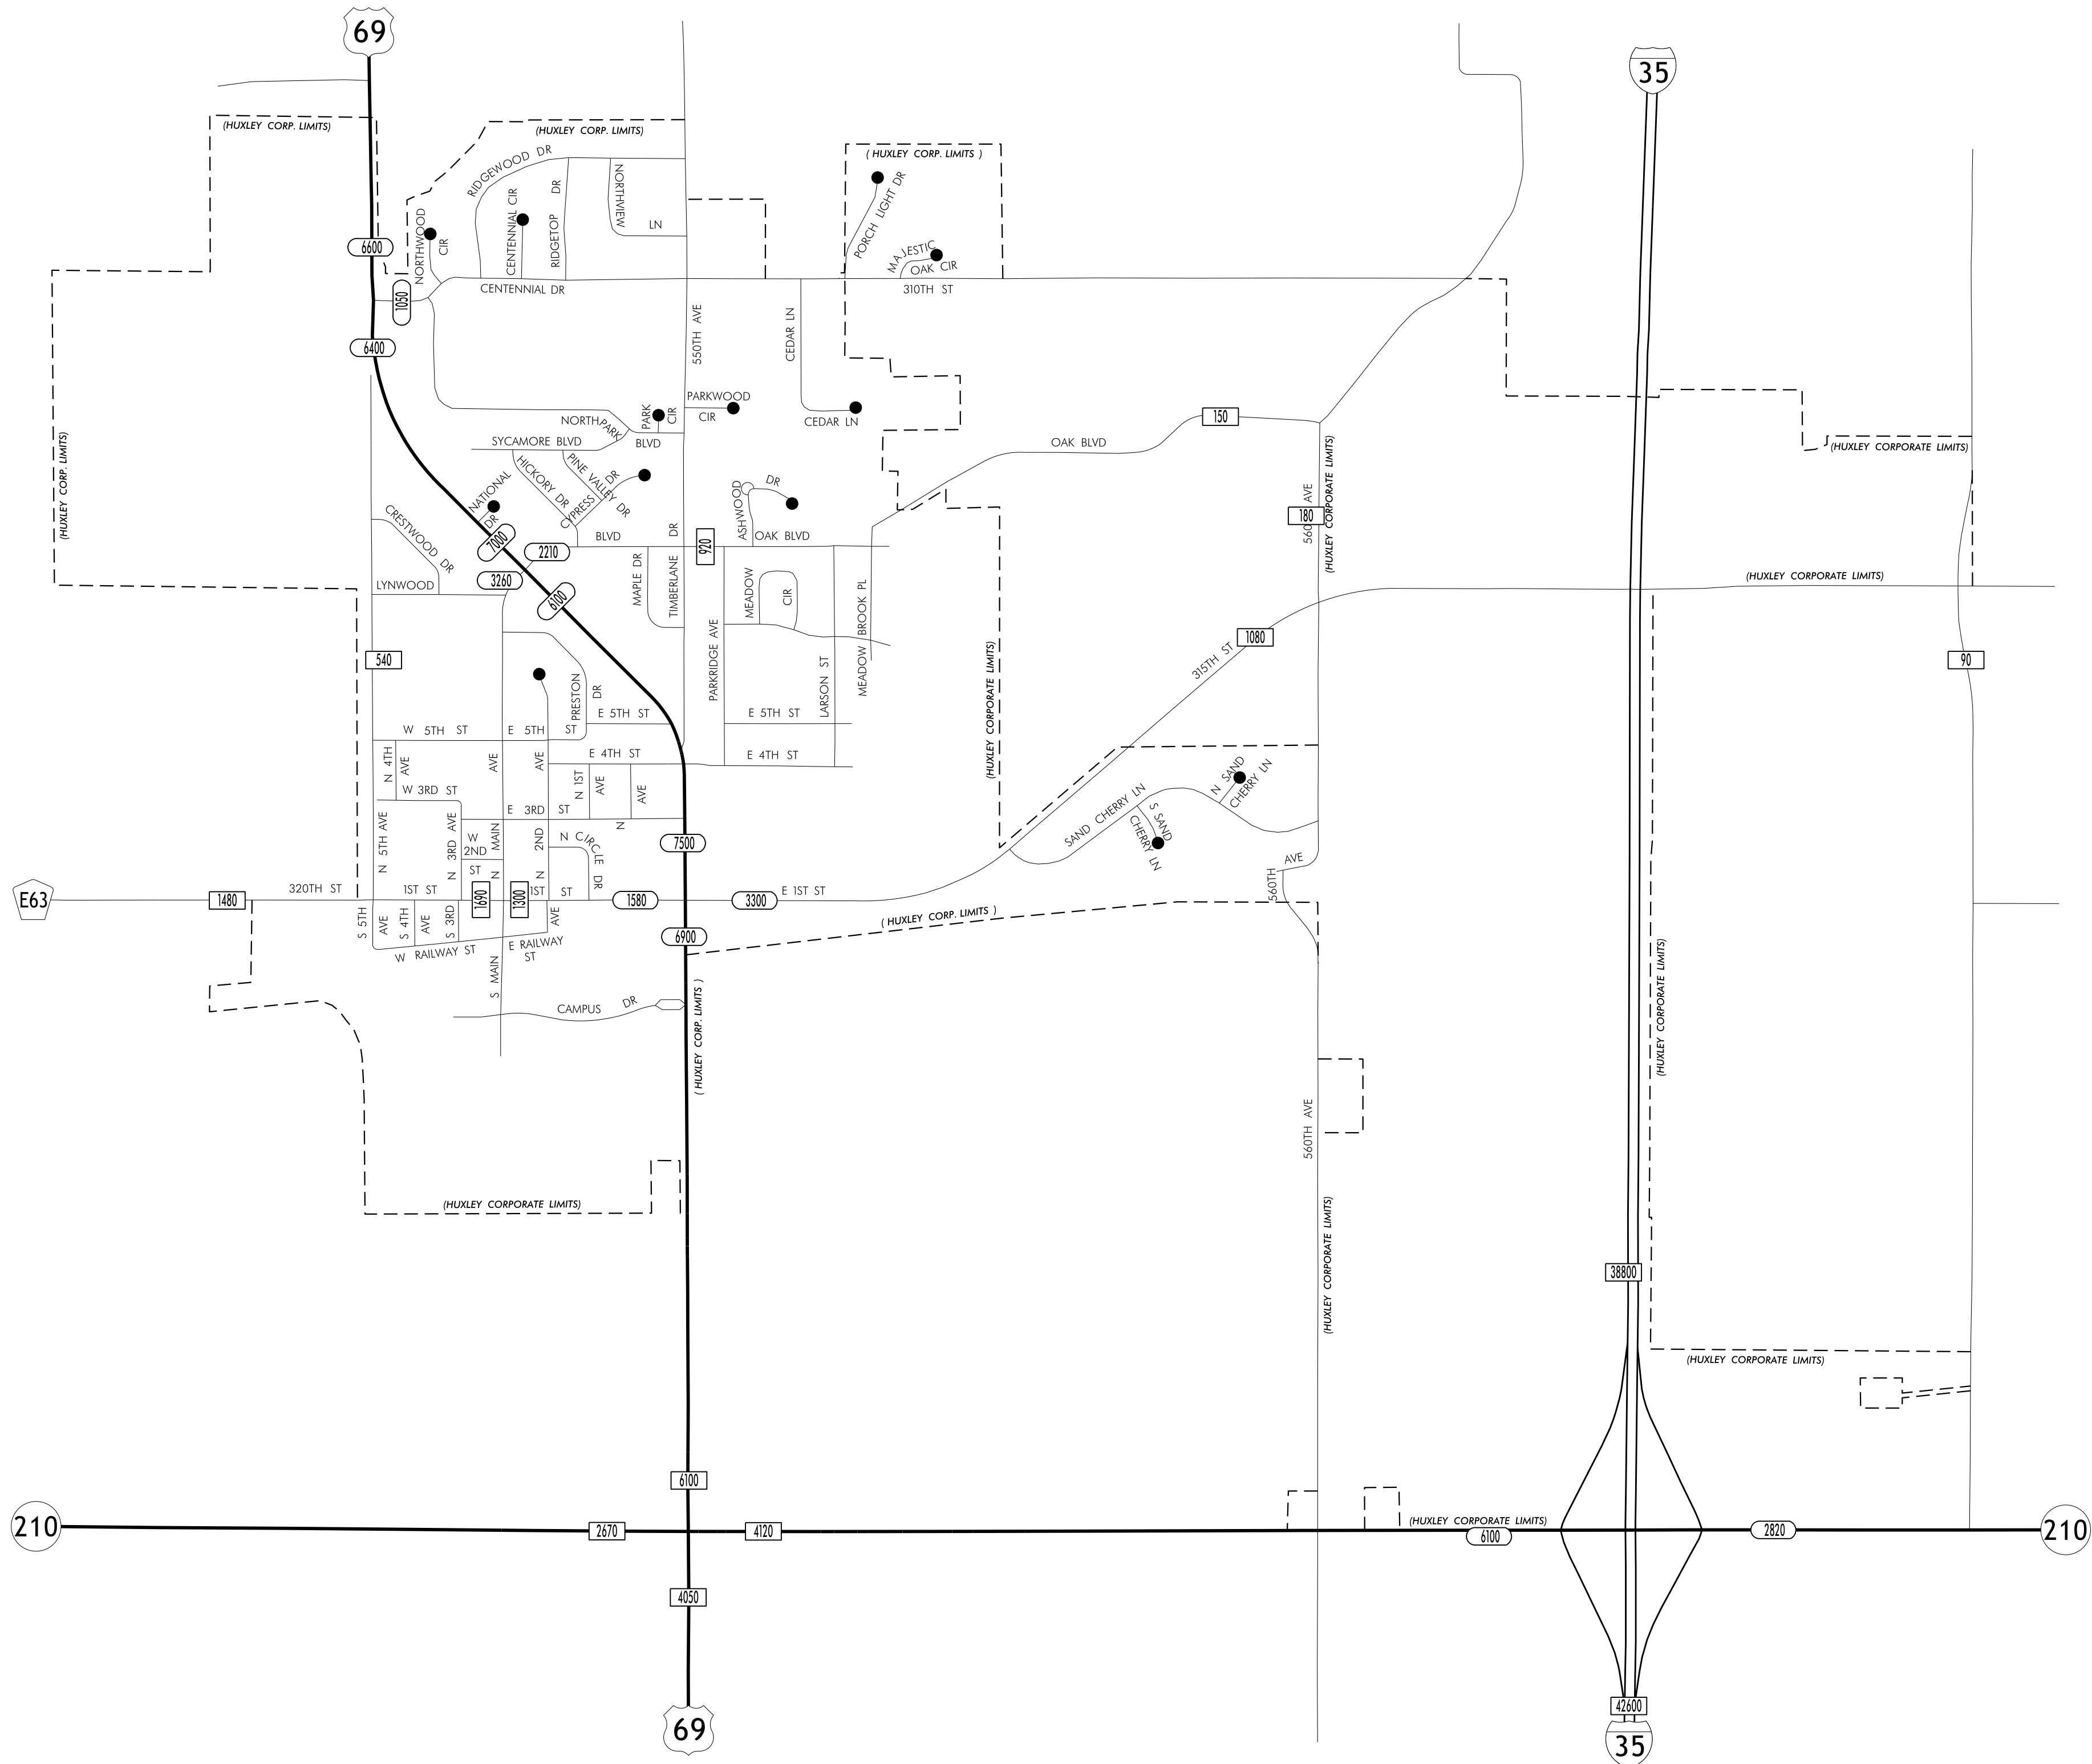 69
35
(HUXLEY CORP. LIMITS)
(HUXLEY CORP. LIMITS)
( HUXLEY CORP. LIMITS )
RIDGEWOOD DR
NORTHWOOD
CIR
CENTENNIAL CIR
RIDGETOP DR
NORTHVIEW
LN
PORCH LIGHT DR
MAJESTIC
OAK CIR
6600
1050
CENTENNIAL DR
310TH ST
6400
550TH AVE
CEDAR LN
CEDAR LN
PARKWOOD
CIR
PARK
CIR
NORTH PARK
BLVD
SYCAMORE BLVD
150
OAK BLVD
(HUXLEY CORP. LIMITS)
(HUXLEY CORPORATE LIMITS)
(HUXLEY CORPORATE LIMITS)
HICKORY DR
PINE VALLEY DR
CYPRESS DR
NATIONAL
DR
ASHWOOD
DR
560TH AVE
180
CRESTWOOD DR
7000
2210
BLVD
920
OAK BLVD
LYNWOOD
3260
6100
MAPLE DR
TIMBERLANE DR
MEADOW
CIR
MEADOW BROOK PL
(HUXLEY CORPORATE LIMITS)
540
1080
315TH ST
90
PARKRIDGE AVE
LARSON ST
(HUXLEY CORPORATE LIMITS)
PRESTON
DR
E 5TH ST
E 5TH ST
W 5TH ST
E 5TH ST
E 4TH ST
E 4TH ST
N 4TH
AVE
N MAIN AVE
N 2ND AVE
N 1ST
AVE
N AVE
W 3RD ST
E 3RD ST
N 5TH AVE
N 3RD AVE
W
2ND
ST
N CIRCLE DR
7500
SAND CHERRY LN
N SAND
CHERRY LN
S SAND
CHERRY LN
560TH AVE
E63
1480
320TH ST
1ST ST
1690
1300
1ST ST
1580
3300
E 1ST ST
( HUXLEY CORP. LIMITS )
S 5TH
AVE
S 4TH
AVE
S 3RD
AVE
W RAILWAY ST
E RAILWAY
ST
6900
S MAIN
CAMPUS DR
( HUXLEY CORP. LIMITS )
(HUXLEY CORPORATE LIMITS)
560TH AVE
(HUXLEY CORPORATE LIMITS)
(HUXLEY CORPORATE LIMITS)
38800
(HUXLEY CORPORATE LIMITS)
6100
210
2670
4120
(HUXLEY CORPORATE LIMITS)
6100
2820
210
4050
42600
69
35